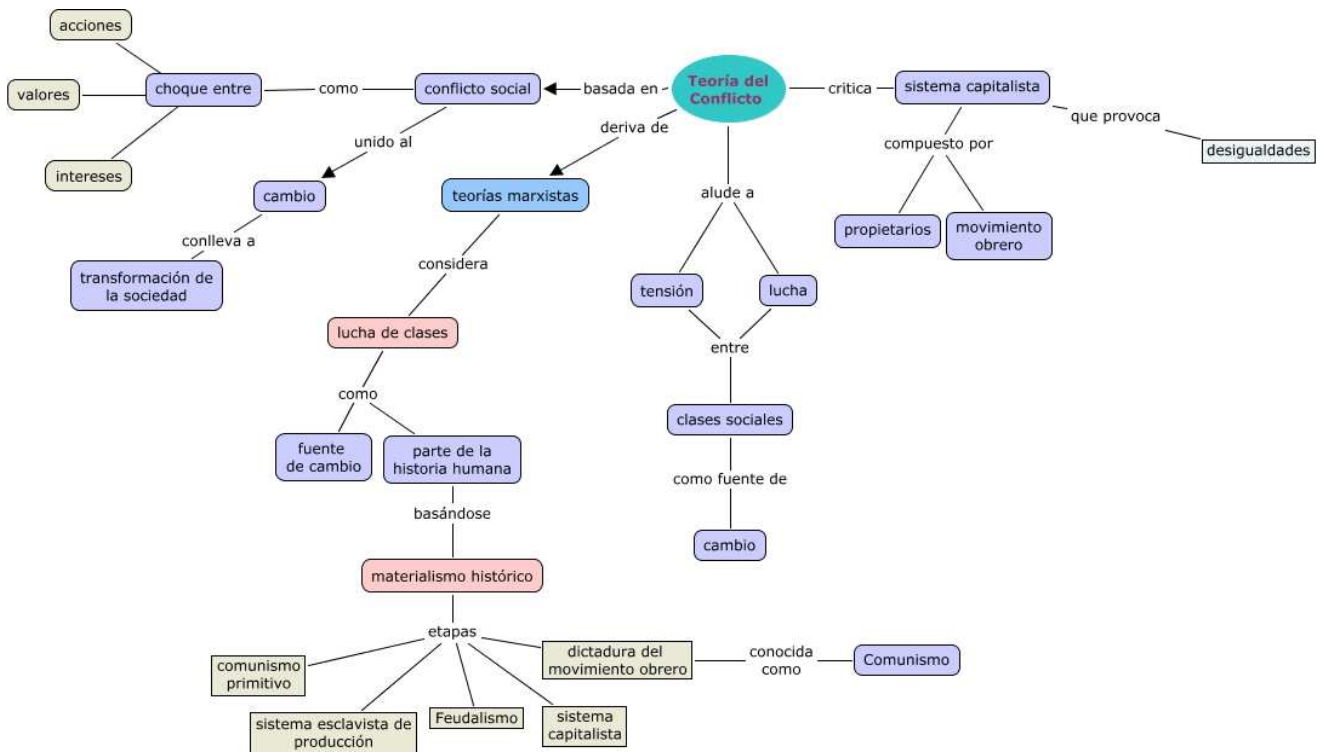 acciones
valores
choque entre
como
conflicto social
basada en
Teoría del
Conflicto
critica
sistema capitalista
que provoca
desigualdades
intereses
unido al
cambio
conlleva a
transformación de
la sociedad
deriva de
teorías marxistas
considera
lucha de clases
como
fuente
de cambio
parte de la
historia humana
basándose
materialismo histórico
etapas
comunismo
primitivo
sistema esclavista de
producción
Feudalismo
sistema
capitalista
dictadura del
movimiento obrero
conocida
como
Comunismo
alude a
tensión
lucha
entre
clases sociales
como fuente de
cambio
compuesto por
propietarios
movimiento
obrero